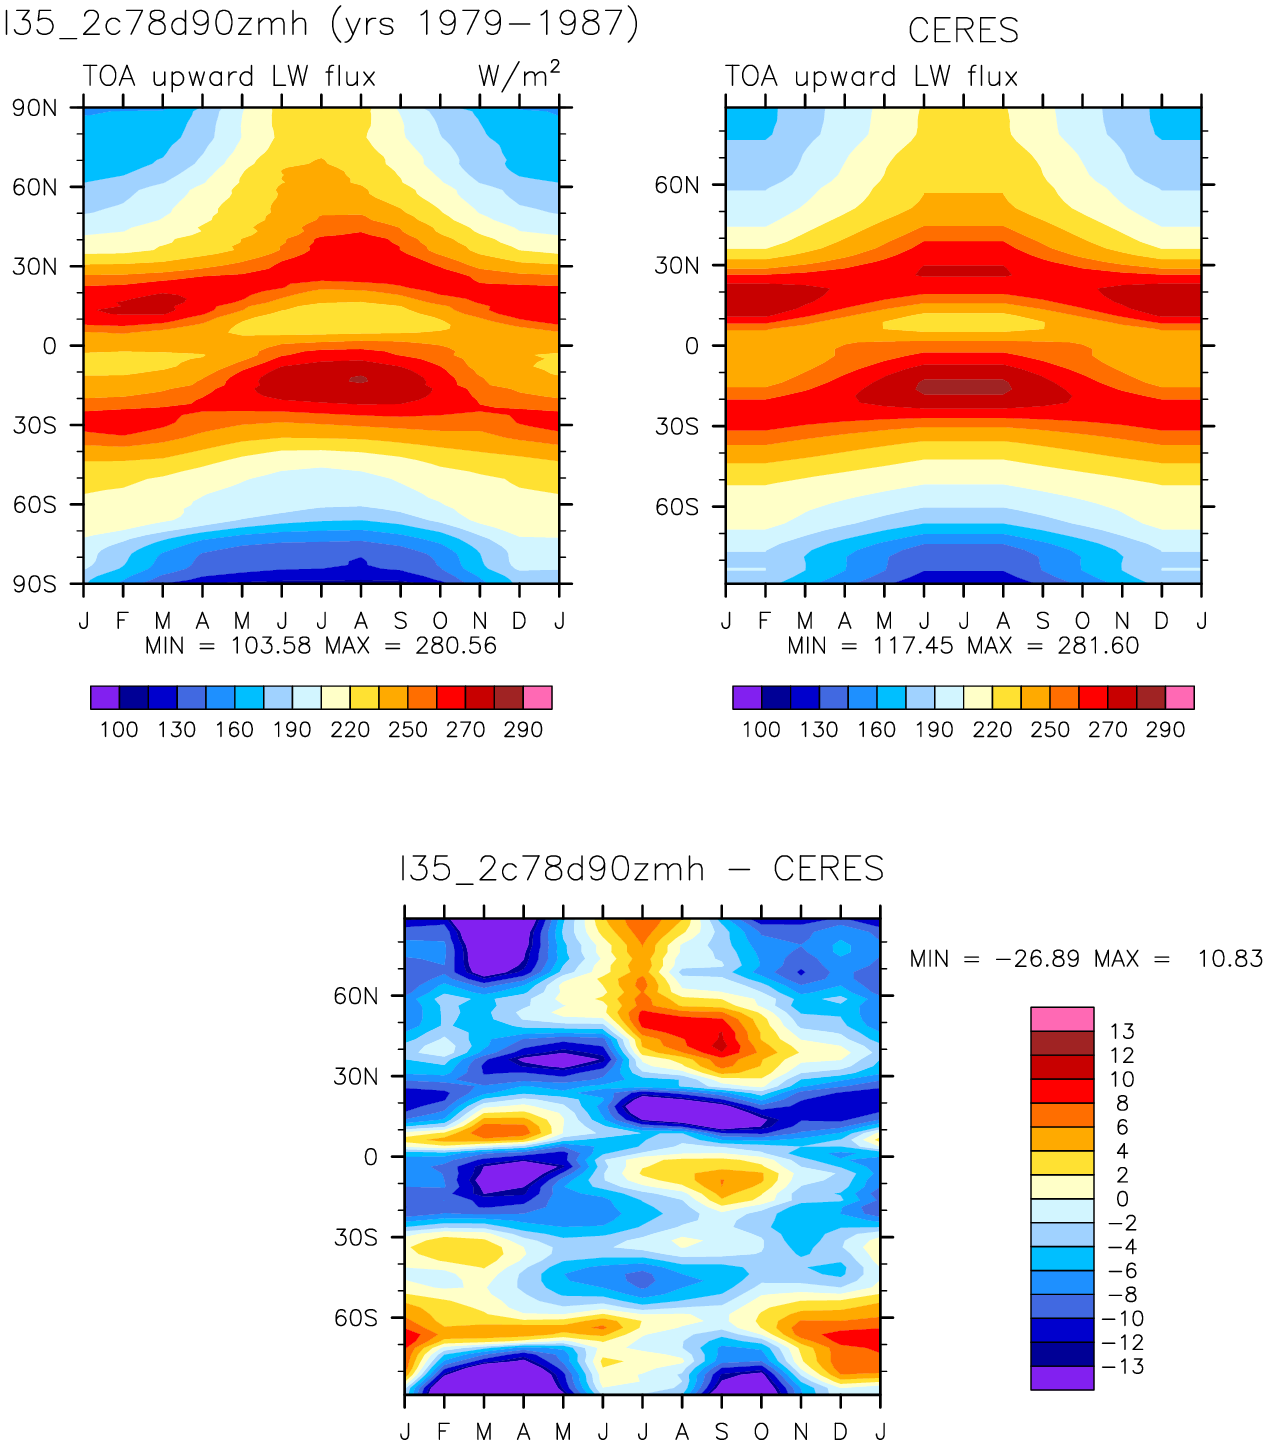 I35_2c78d90zmh (yrs 1979−1987)
TOA upward LW flux W/m²
90N
60N
30N
0
30S
60S
90S
J F M A M J J A S O N D J
MIN = 103.58 MAX = 280.56
100 130 160 190 220 250 270 290
CERES
TOA upward LW flux
60N
30N
0
30S
60S
J F M A M J J A S O N D J
MIN = 117.45 MAX = 281.60
100 130 160 190 220 250 270 290
I35_2c78d90zmh − CERES
60N
30N
0
30S
60S
J F M A M J J A S O N D J
MIN = −26.89 MAX = 10.83
13
12
10
8
6
4
2
0
−2
−4
−6
−8
−10
−12
−13